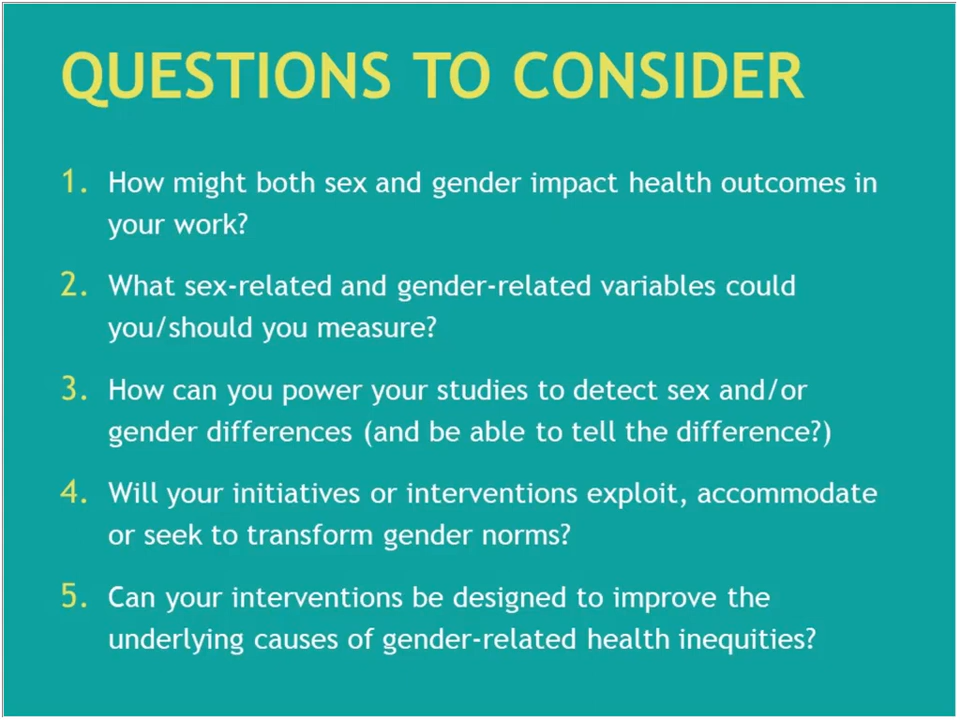 QUESTIONS TO CONSIDER
1. How might both sex and gender impact health outcomes in
your work?
2. What sex-related and gender-related variables could
you/should you measure?
3. How can you power your studies to detect sex and/or
gender differences (and be able to tell the difference?)
4. Will your initiatives or interventions exploit, accommodate
or seek to transform gender norms?
5. Can your interventions be designed to improve the
underlying causes of gender-related health inequities?